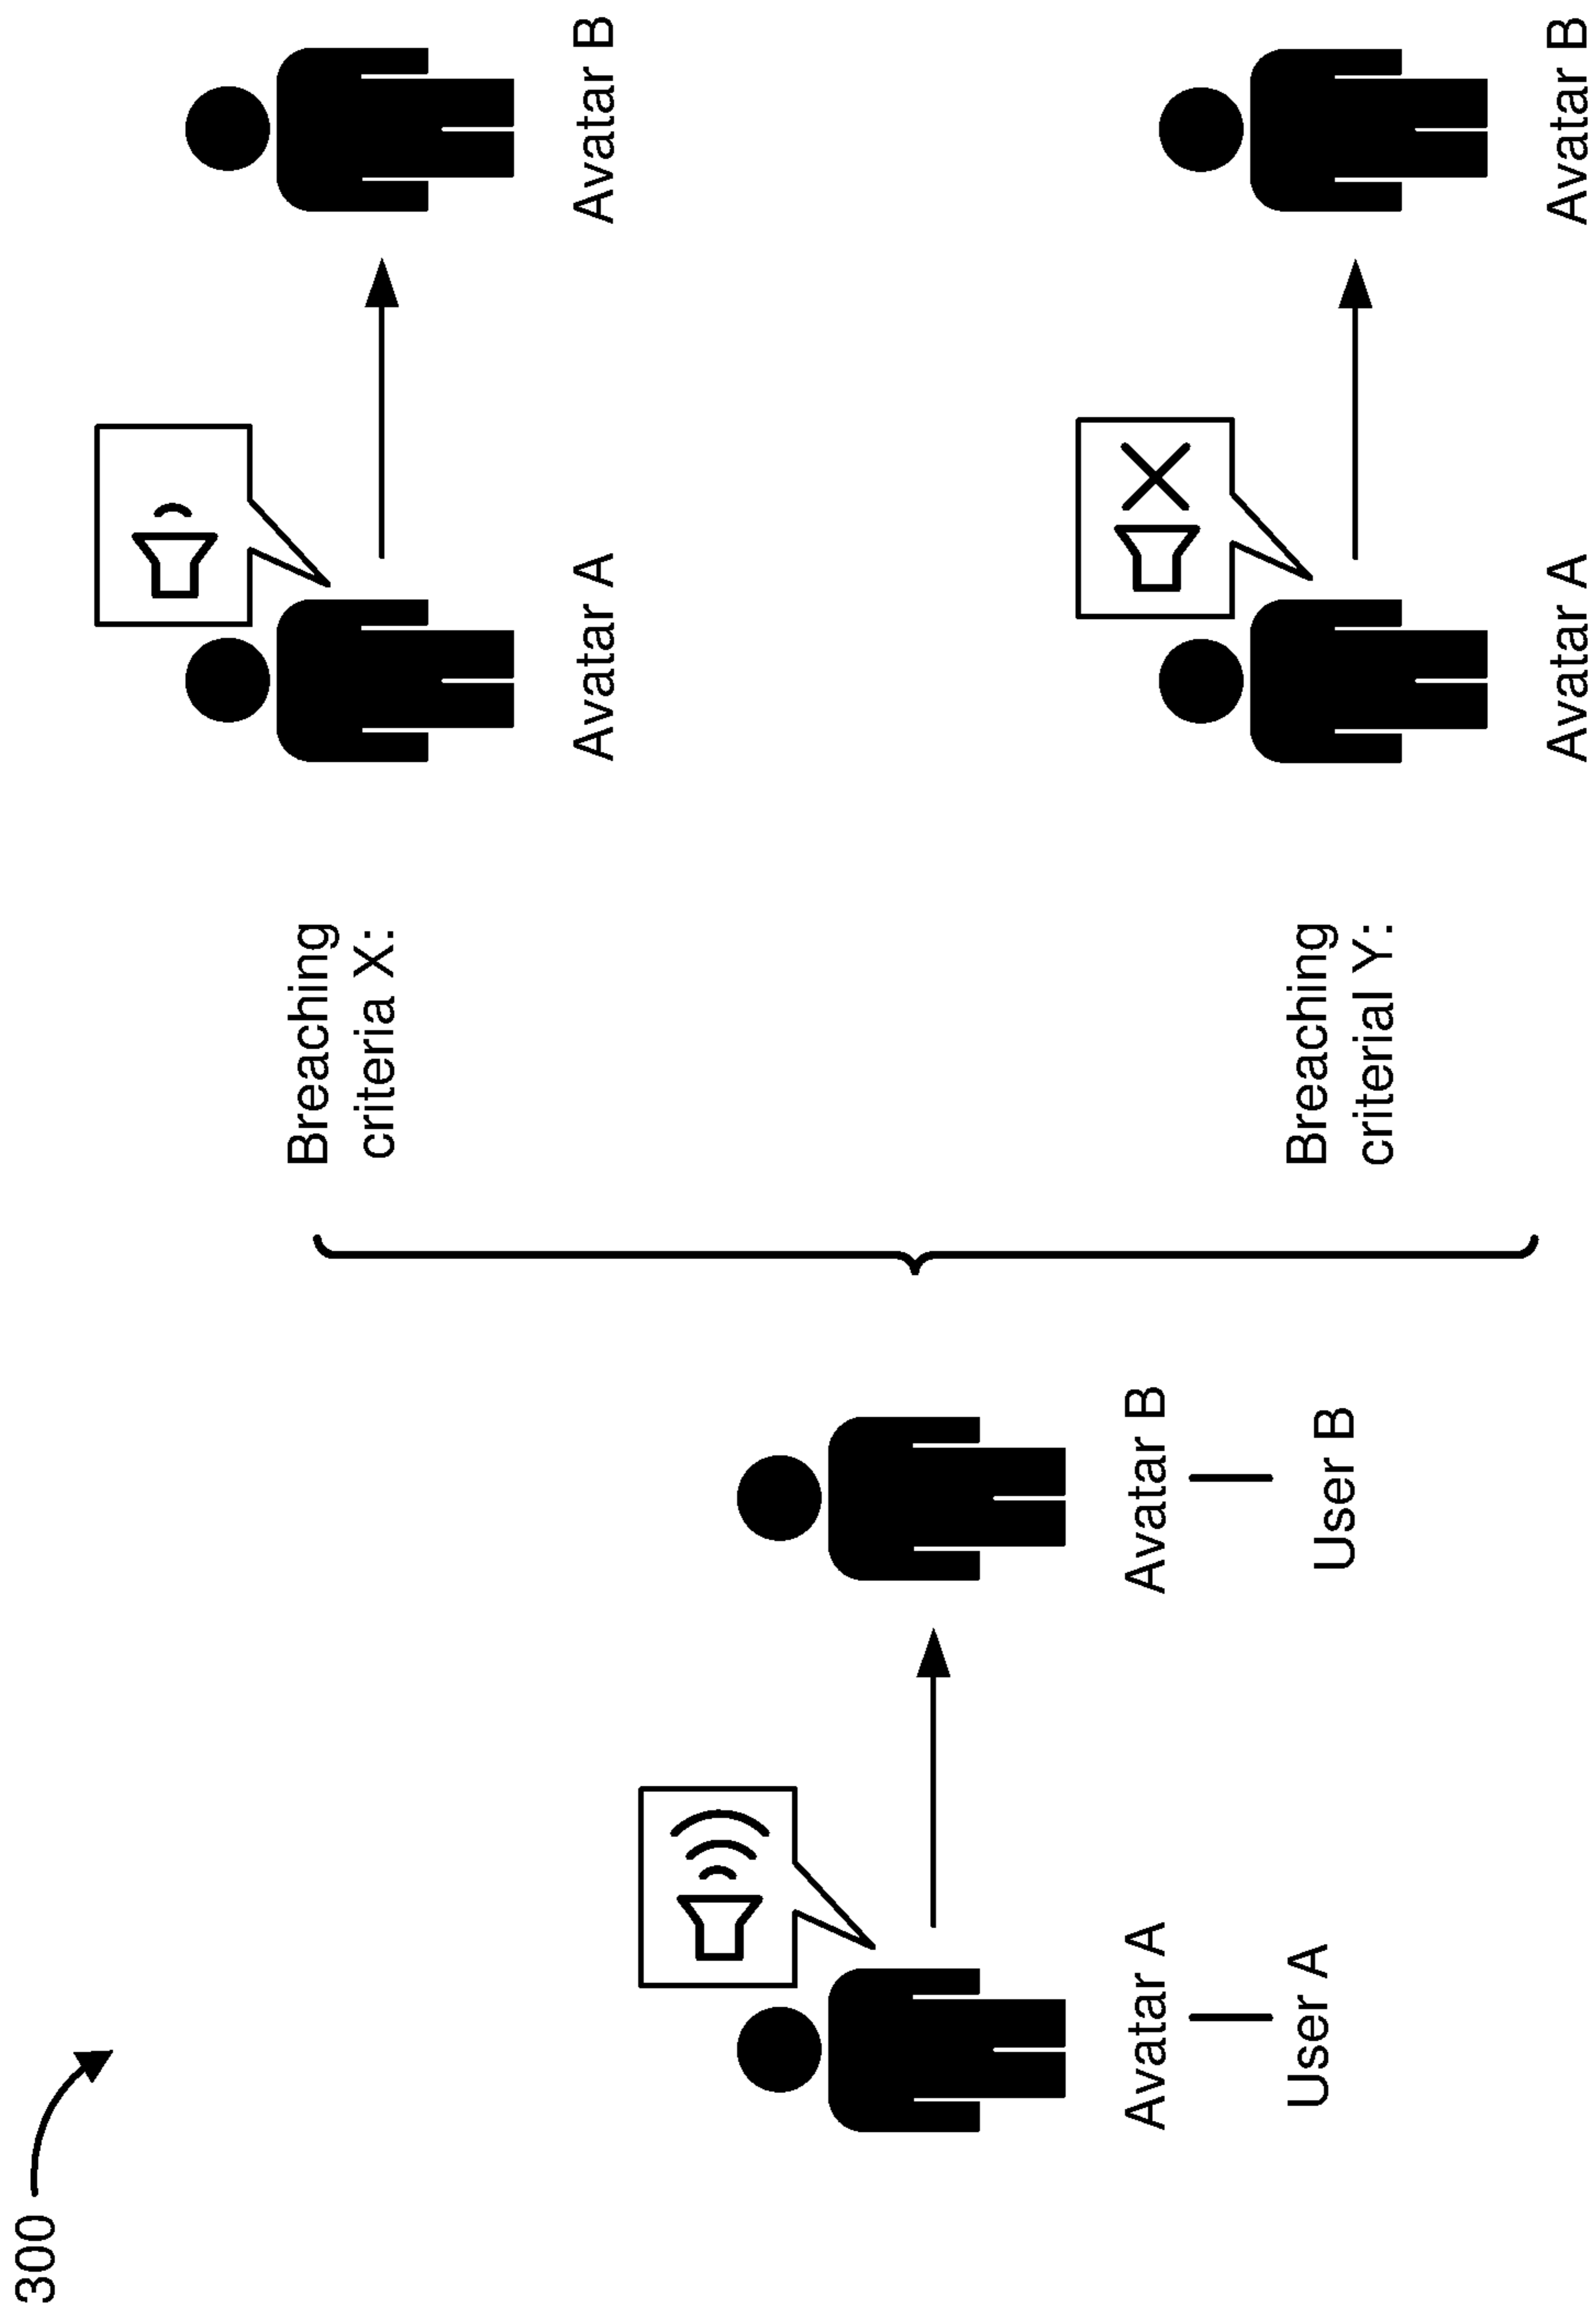 300
Avatar A
User A
Avatar B
User B
Breaching
criteria X:
Avatar A
Avatar B
Breaching
criterial Y:
Avatar A
Avatar B